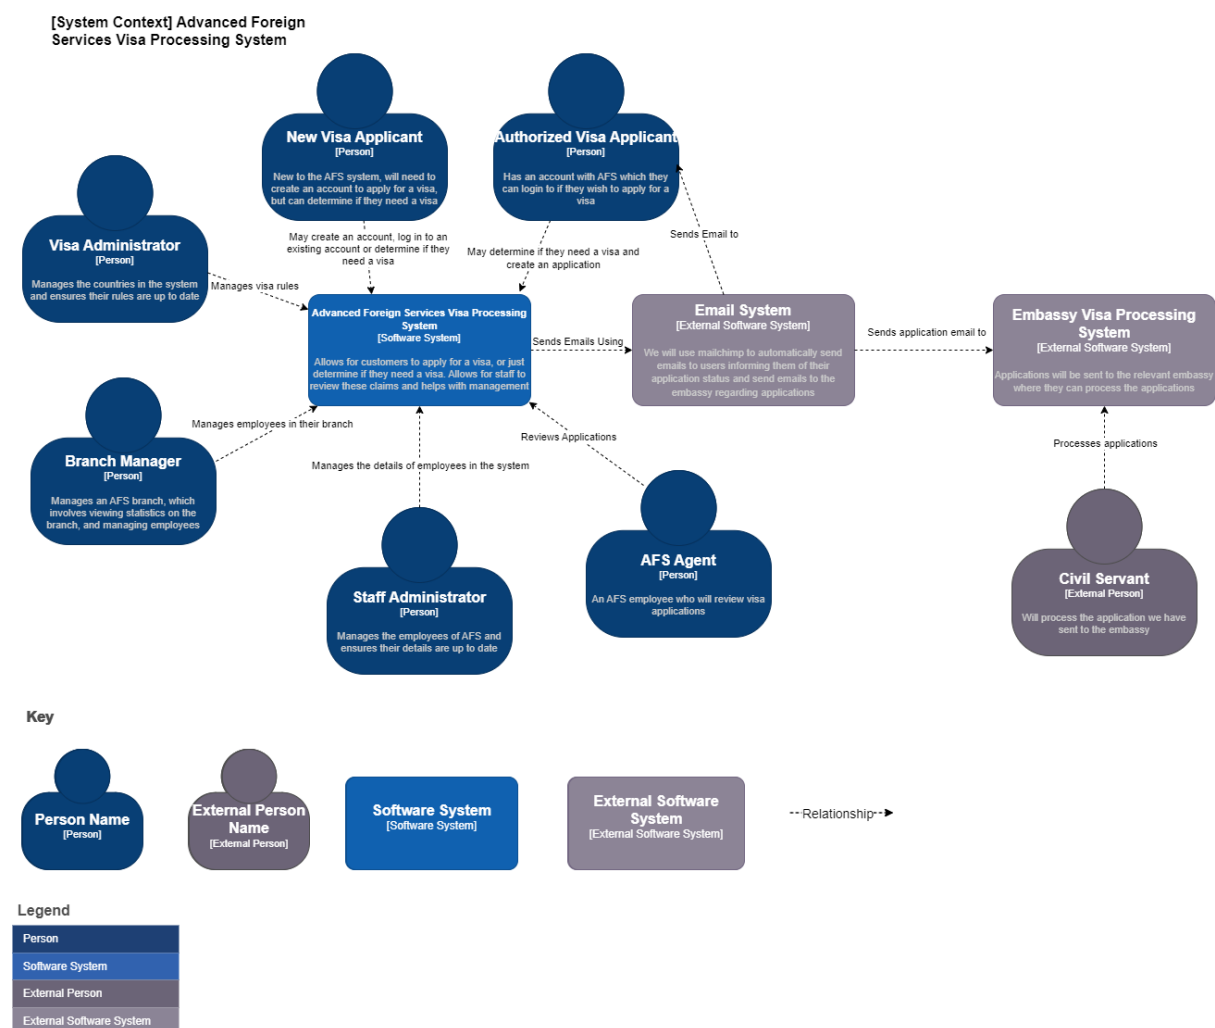 [System Context] Advanced Foreign
Services Visa Processing System
New Visa Applicant
[Person]
New to the AFS system, will need to
create an account to apply for a visa,
but can determine if they need a visa
Authorized Visa Applicant
[Person]
Has an account with AFS which they
can login to if they wish to apply for a
visa
Visa Administrator
[Person]
Manages the countries in the system
and ensures their rules are up to date
Manages visa rules
May create an account, log in to an
existing account or determine if they
need a visa
May determine if they need a visa and
create an application
Sends Email to
Advanced Foreign Services Visa Processing
System
[Software System]
Allows for customers to apply for a visa, or just
determine if they need a visa. Allows for staff to
review these claims and helps with management
Sends Emails Using
Email System
[External Software System]
We will use mailchimp to automatically send
emails to users informing them of their
application status and send emails to the
embassy regarding applications
Sends application email to
Embassy Visa Processing
System
[External Software System]
Applications will be sent to the relevant embassy
where they can process the applications
Branch Manager
[Person]
Manages an AFS branch, which
involves viewing statistics on the
branch, and managing employees
Manages employees in their branch
Manages the details of employees in the system
Reviews Applications
Processes applications
Staff Administrator
[Person]
Manages the employees of AFS and
ensures their details are up to date
AFS Agent
[Person]
An AFS employee who will review visa
applications
Civil Servant
[External Person]
Will process the application we have
sent to the embassy
Key
Person Name
[Person]
External Person
Name
[External Person]
Software System
[Software System]
External Software
System
[External Software System]
Relationship
Legend
Person
Software System
External Person
External Software System